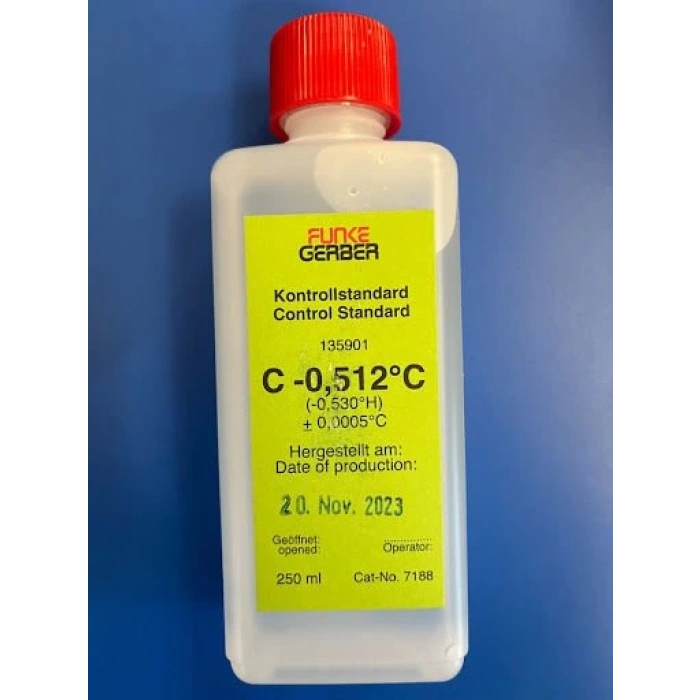 FUNKE
GERBER
Kontrollstandard
Control Standard
135901
C -0,512°C
(-0,530°H)
± 0,0005°C
Hergestellt am:
Date of production:
20. Nov. 2023
Geöffnet:
opened: Operator:
250 ml Cat-No. 7188